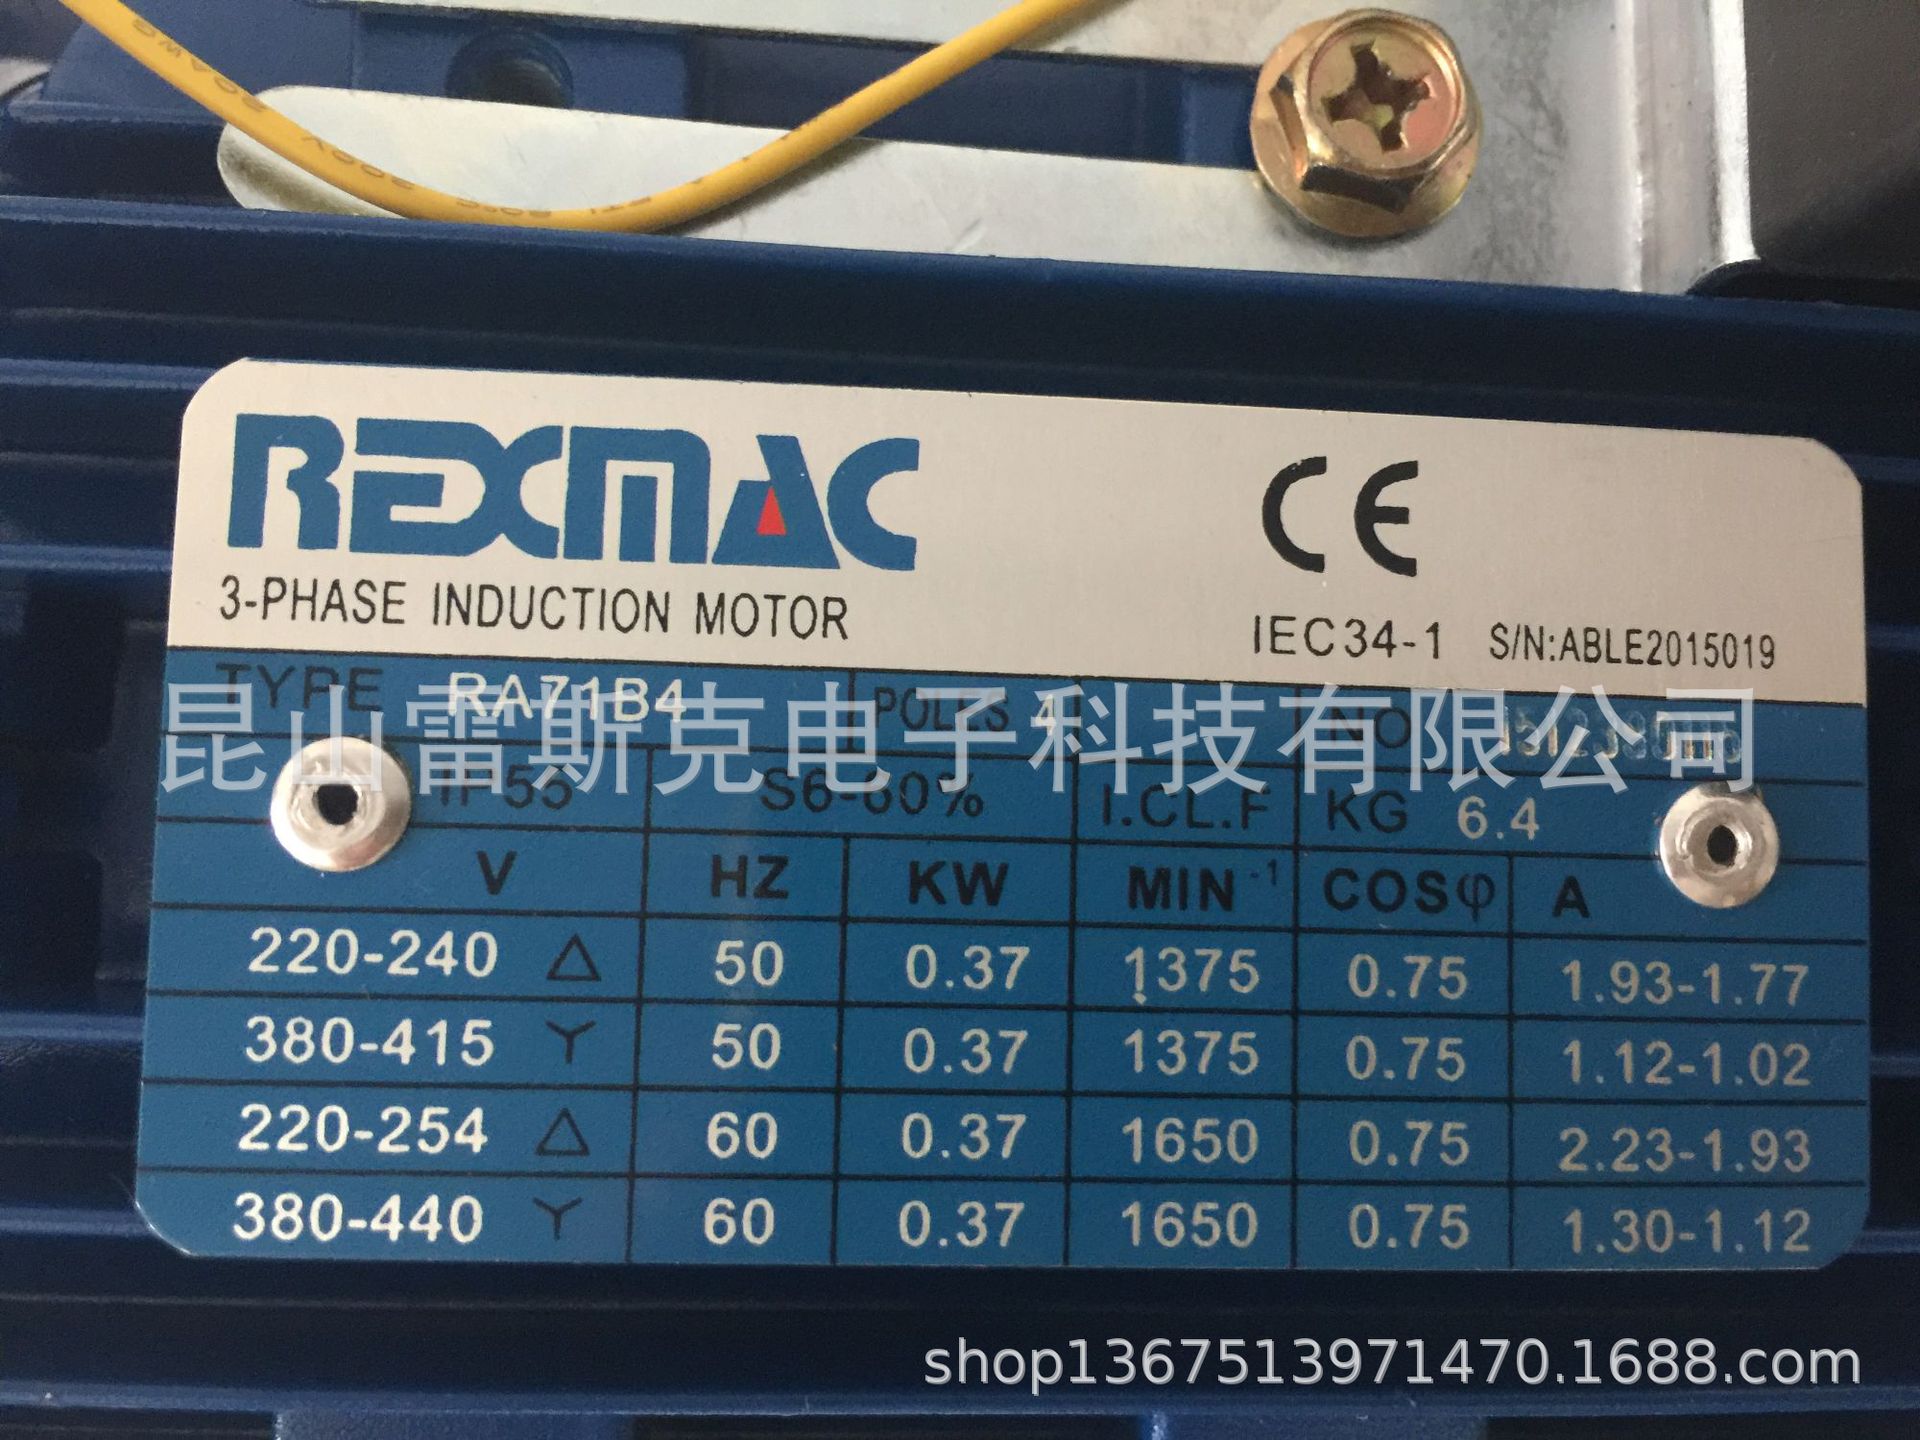 REXMAC
CE
3-PHASE INDUCTION MOTOR
IEC34-1 S/N:ABLE2015019
TYPE RA71B4 POLES 4 NO
昆山雷斯克电子科技有限公司
IP55 S6-60% I.CL.F KG 6.4
V HZ KW MIN⁻¹ COSφ A
220-240 △ 50 0.37 1375 0.75 1.93-1.77
380-415 Y 50 0.37 1375 0.75 1.12-1.02
220-254 △ 60 0.37 1650 0.75 2.23-1.93
380-440 Y 60 0.37 1650 0.75 1.30-1.12
shop1367513971470.1688.com